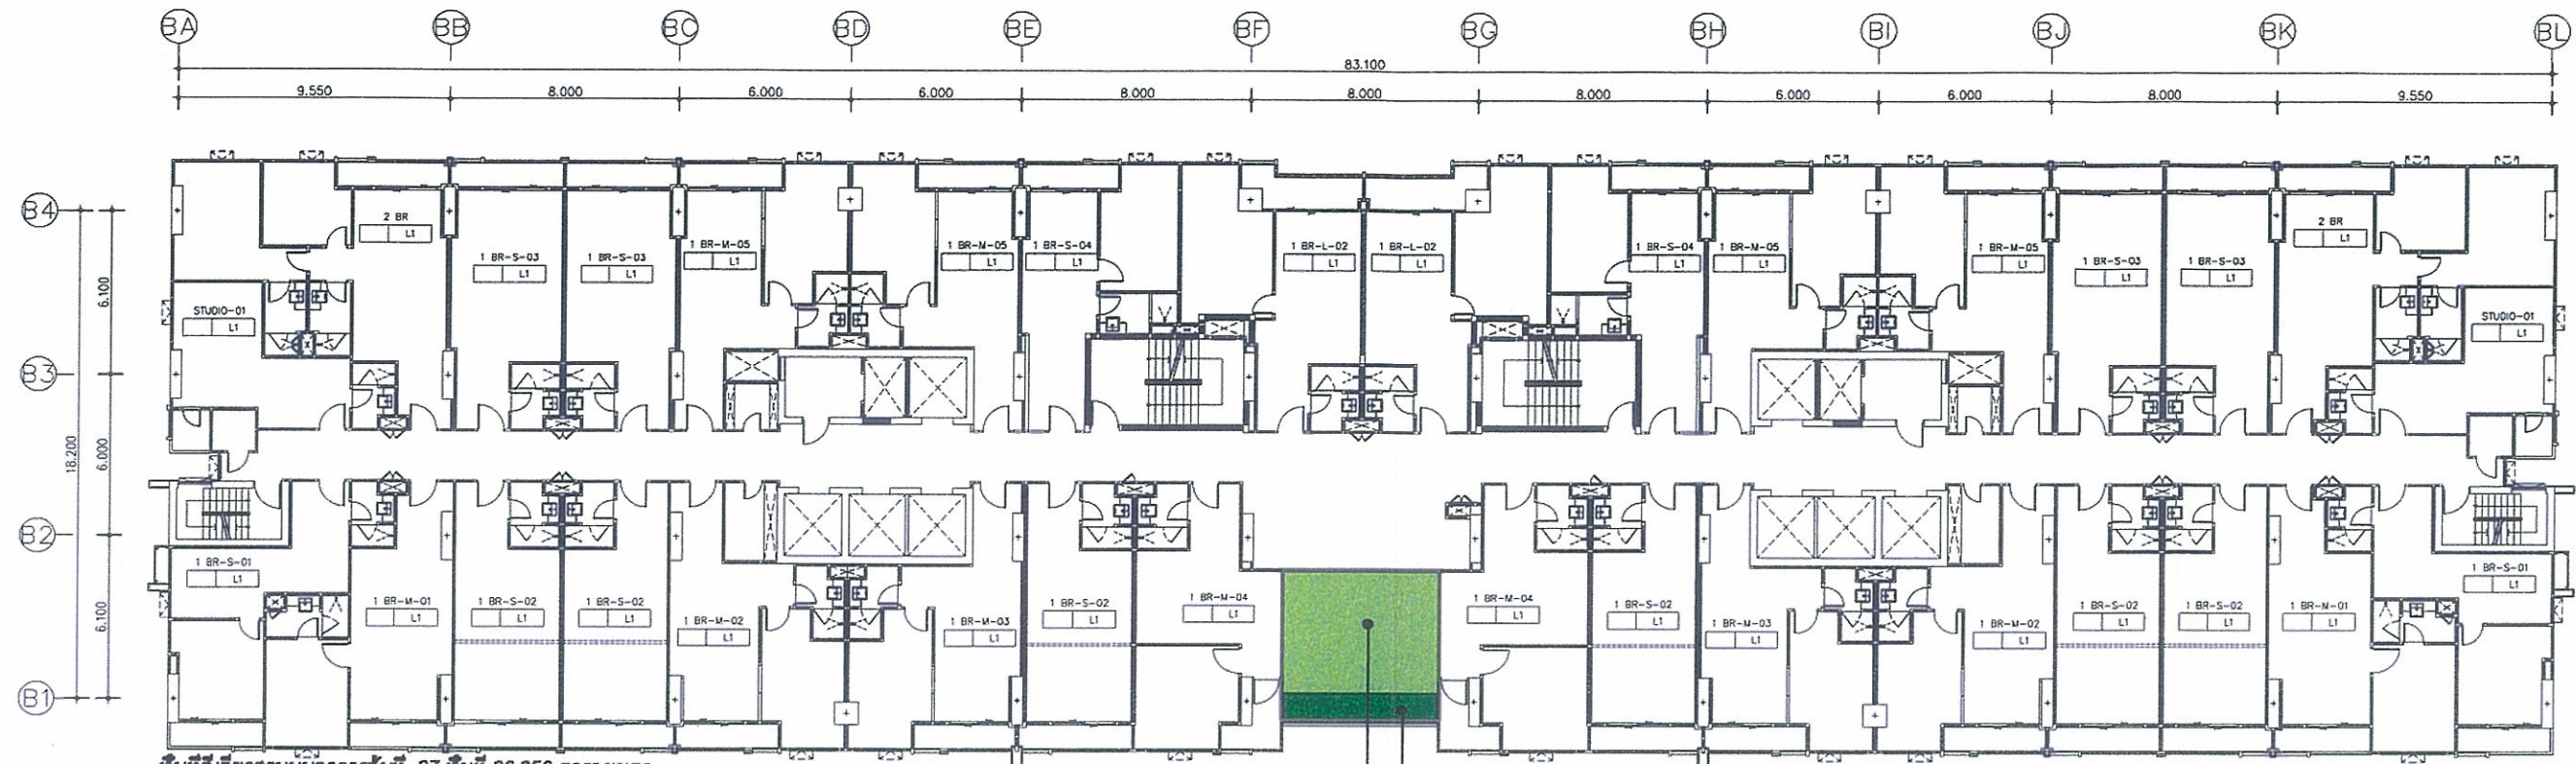 BA BB BC BD BE BF BG BH BI BJ BK BL
83.100
9.550 8.000 6.000 6.000 8.000 8.000 8.000 6.000 6.000 8.000 9.550
B4
2 BR 2 BR
L1 L1
1 BR-M-05 1 BR-M-05 1 BR-S-04 1 BR-L-02 1 BR-L-02 1 BR-S-04 1 BR-M-05 1 BR-M-05
L1 L1 L1 L1 L1 L1 L1 L1
1 BR-S-03 1 BR-S-03 1 BR-S-03 1 BR-S-03
L1 L1 L1 L1
6.100
STUDIO-01 STUDIO-01
L1 L1
B3
18.200
6.000
B2
1 BR-S-01 1 BR-S-01
L1 L1
6.100
1 BR-M-01 1 BR-S-02 1 BR-S-02 1 BR-S-02 1 BR-M-04 1 BR-M-04 1 BR-S-02 1 BR-S-02 1 BR-S-02 1 BR-M-01
L1 L1 L1 L1 L1 L1 L1 L1 L1 L1
1 BR-M-02 1 BR-M-03 1 BR-M-03 1 BR-M-02
L1 L1 L1 L1
B1